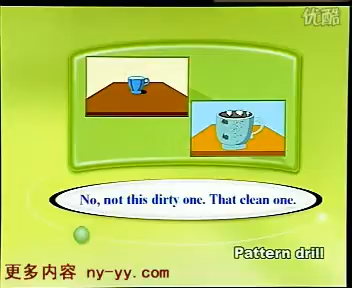 优酷
No, not this dirty one. That clean one.
Pattern drill
更多内容 ny-yy.com